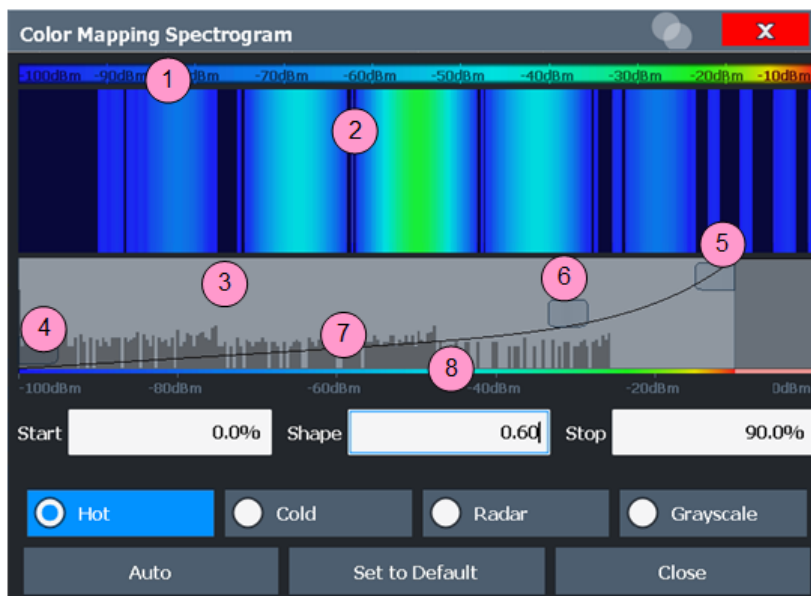 Color Mapping Spectrogram X
-100dBm -90dBm -70dBm -60dBm -50dBm -40dBm -30dBm -20dBm -10dBm
1
2
3
4
5
6
7
8
-100dBm -80dBm -60dBm -40dBm -20dBm 0dBm
Start 0.0% Shape 0.60 Stop 90.0%
Hot Cold Radar Grayscale
Auto Set to Default Close